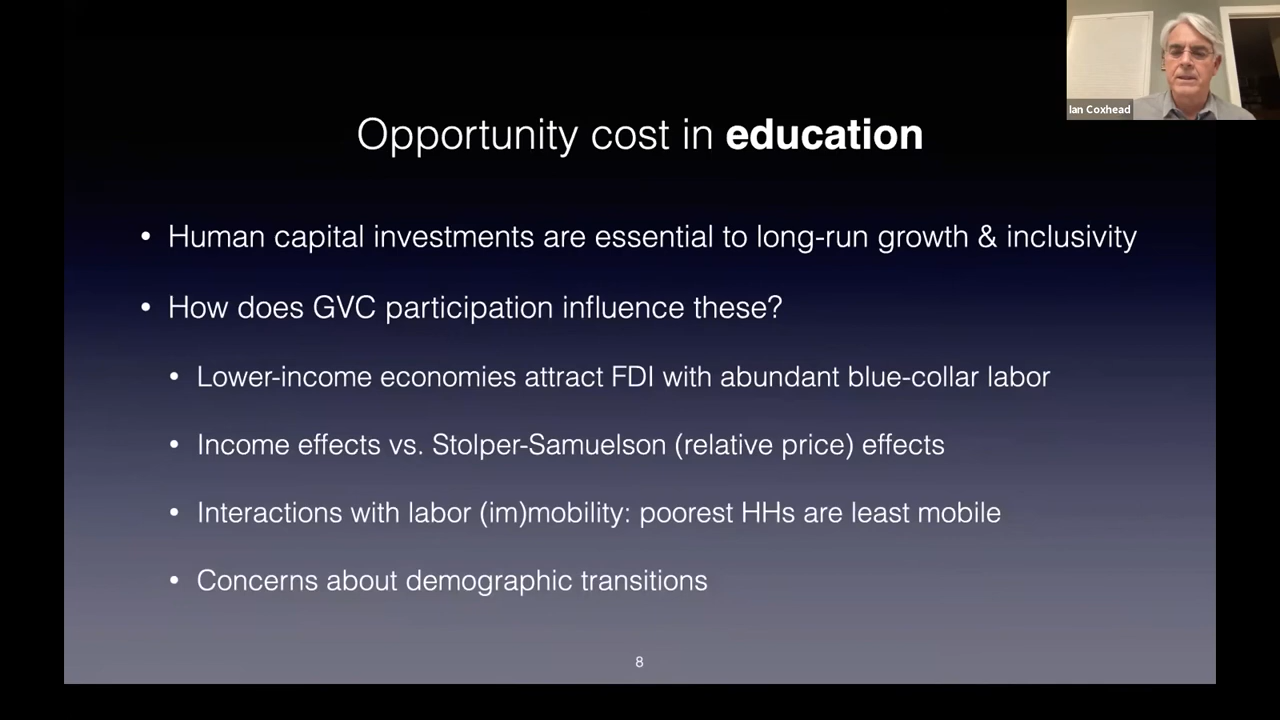 Ian Coxhead
Opportunity cost in education
• Human capital investments are essential to long-run growth & inclusivity
• How does GVC participation influence these?
• Lower-income economies attract FDI with abundant blue-collar labor
• Income effects vs. Stolper-Samuelson (relative price) effects
• Interactions with labor (im)mobility: poorest HHs are least mobile
• Concerns about demographic transitions
8